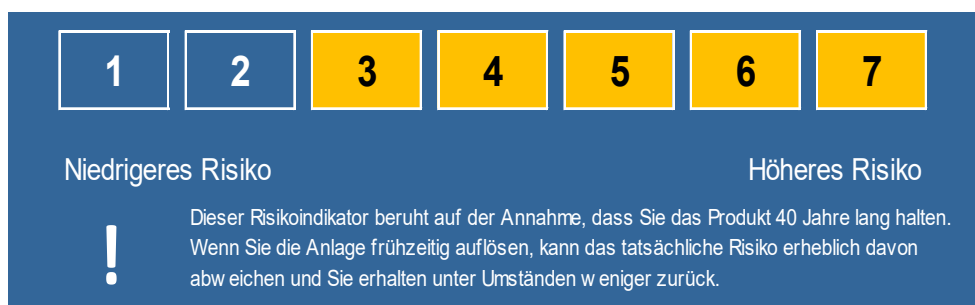 1 2 3 4 5 6 7
Niedrigeres Risiko Höheres Risiko
!
Dieser Risikoindikator beruht auf der Annahme, dass Sie das Produkt 40 Jahre lang halten.
Wenn Sie die Anlage frühzeitig auflösen, kann das tatsächliche Risiko erheblich davon
abw eichen und Sie erhalten unter Umständen w eniger zurück.